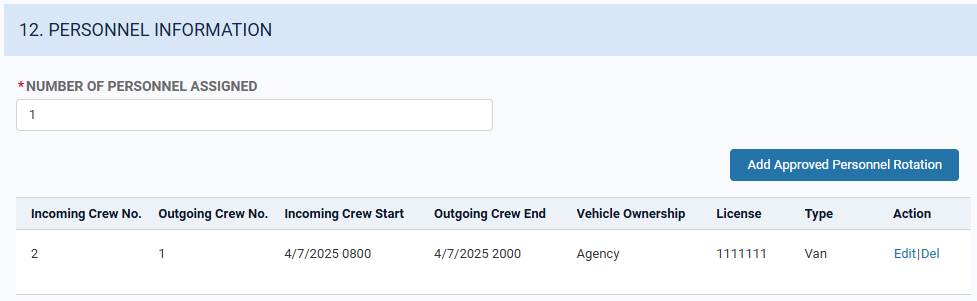 12. PERSONNEL INFORMATION
*NUMBER OF PERSONNEL ASSIGNED
1
Add Approved Personnel Rotation
Incoming Crew No. Outgoing Crew No. Incoming Crew Start Outgoing Crew End Vehicle Ownership License Type Action
2 1 4/7/2025 0800 4/7/2025 2000 Agency 1111111 Van Edit|Del